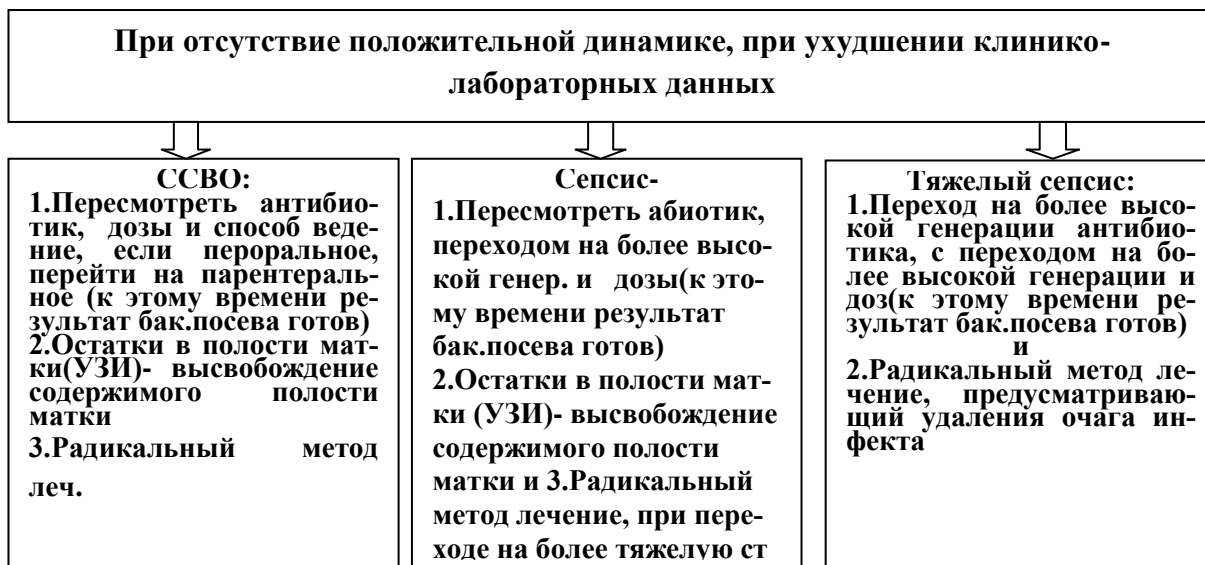 При отсутствие положительной динамике, при ухудшении клинико-
лабораторных данных
ССВО:
1.Пересмотреть антибио-
тик, дозы и способ веде-
ние, если пероральное,
перейти на парентераль-
ное (к этому времени ре-
зультат бак.посева готов)
2.Остатки в полости мат-
ки(УЗИ)- высвобождение
содержимого полости
матки
3.Радикальный метод
леч.
Сепсис-
1.Пересмотреть абиотик,
переходом на более высо-
кой генер. и дозы(к это-
му времени результат
бак.посева готов)
2.Остатки в полости мат-
ки (УЗИ)- высвобождение
содержимого полости
матки и 3.Радикальный
метод лечение, при пере-
ходе на более тяжелую ст
Тяжелый сепсис:
1.Переход на более высо-
кой генерации антибио-
тика, с переходом на бо-
лее высокой генерации и
доз(к этому времени ре-
зультат бак.посева готов)
и
2.Радикальный метод ле-
чение, предусматриваю-
щий удаления очага ин-
фекта